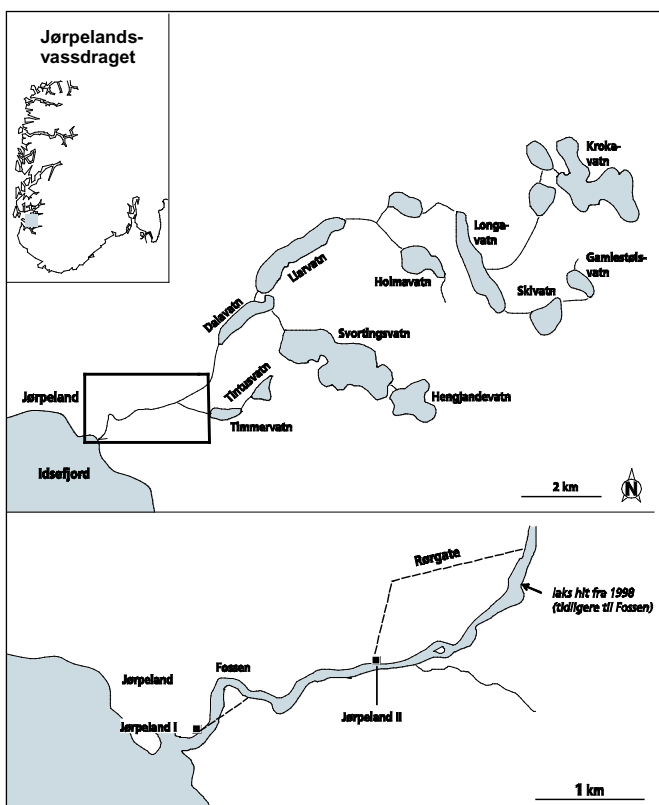 Jørpelands-
vassdraget
Kroka-
vatn
Longa-
vatn
Gamlestøls-
vatn
Liarvatn
Holmavatn
Skivatn
Dalavatn
Svortingsvatn
Jørpeland
Tintusvatn
Hengjandevatn
Timmervatn
Idsefjord
2 km
N
Rørgate
laks hit fra 1998
(tidligere til Fossen)
Fossen
Jørpeland
Jørpeland I
Jørpeland II
1 km